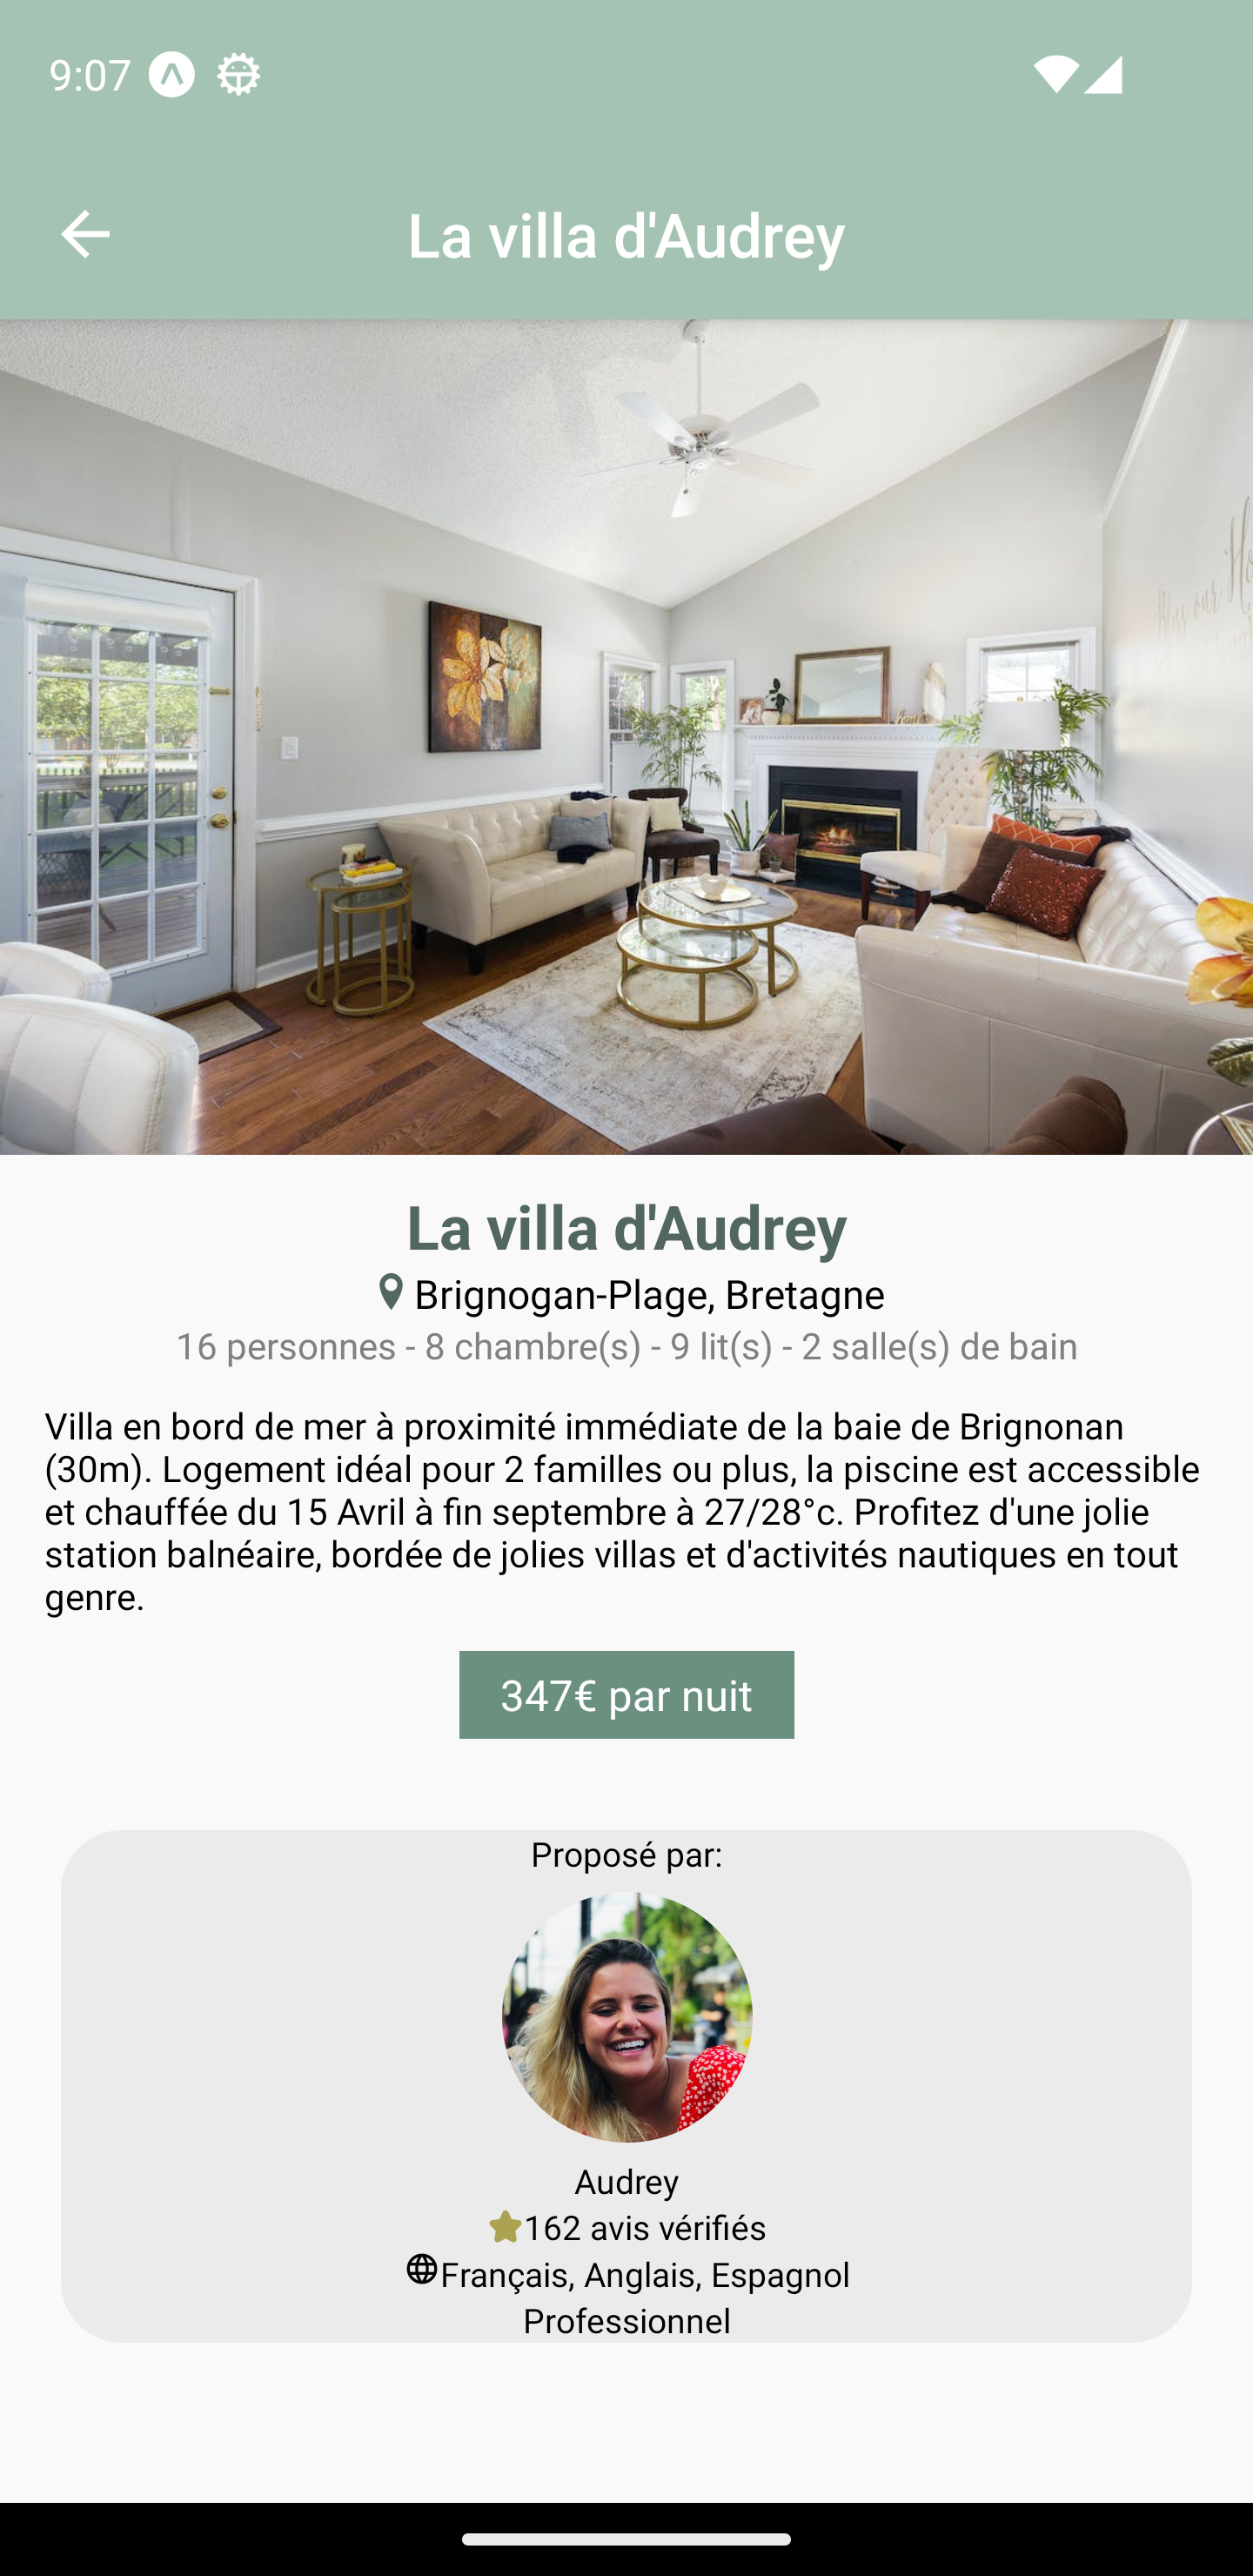 9:07
La villa d'Audrey
La villa d'Audrey
Brignogan-Plage, Bretagne
16 personnes - 8 chambre(s) - 9 lit(s) - 2 salle(s) de bain
Villa en bord de mer à proximité immédiate de la baie de Brignonan
(30m). Logement idéal pour 2 familles ou plus, la piscine est accessible
et chauffée du 15 Avril à fin septembre à 27/28°c. Profitez d'une jolie
station balnéaire, bordée de jolies villas et d'activités nautiques en tout
genre.
347€ par nuit
Proposé par:
Audrey
162 avis vérifiés
Français, Anglais, Espagnol
Professionnel